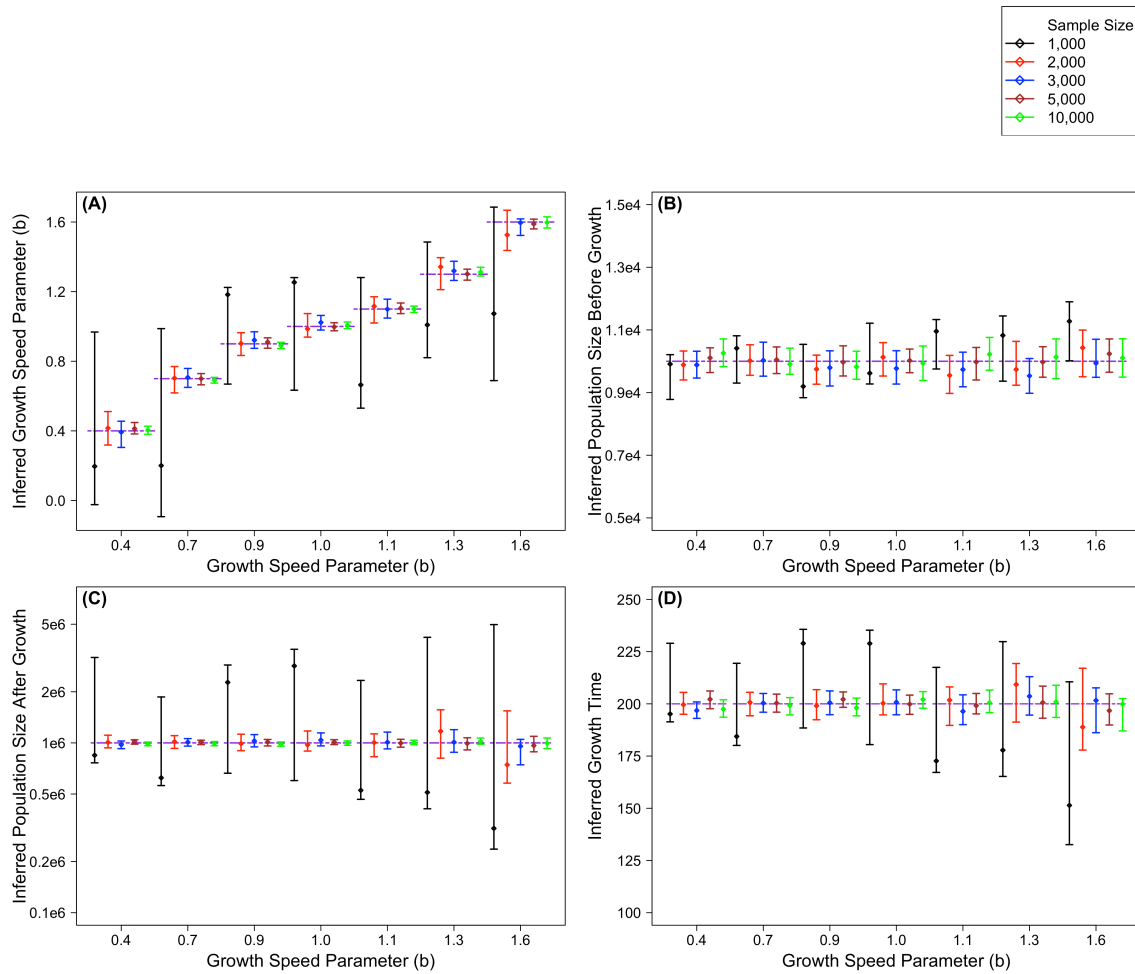 Sample Size
1,000
2,000
3,000
5,000
10,000
(A)
Inferred Growth Speed Parameter (b)
1.6
1.2
0.8
0.4
0.0
0.4 0.7 0.9 1.0 1.1 1.3 1.6
Growth Speed Parameter (b)
(B)
Inferred Population Size Before Growth
1.5e4
1.3e4
1.1e4
0.9e4
0.7e4
0.5e4
0.4 0.7 0.9 1.0 1.1 1.3 1.6
Growth Speed Parameter (b)
(C)
Inferred Population Size After Growth
5e6
2e6
1e6
0.5e6
0.2e6
0.1e6
0.4 0.7 0.9 1.0 1.1 1.3 1.6
Growth Speed Parameter (b)
(D)
Inferred Growth Time
250
225
200
175
150
125
100
0.4 0.7 0.9 1.0 1.1 1.3 1.6
Growth Speed Parameter (b)